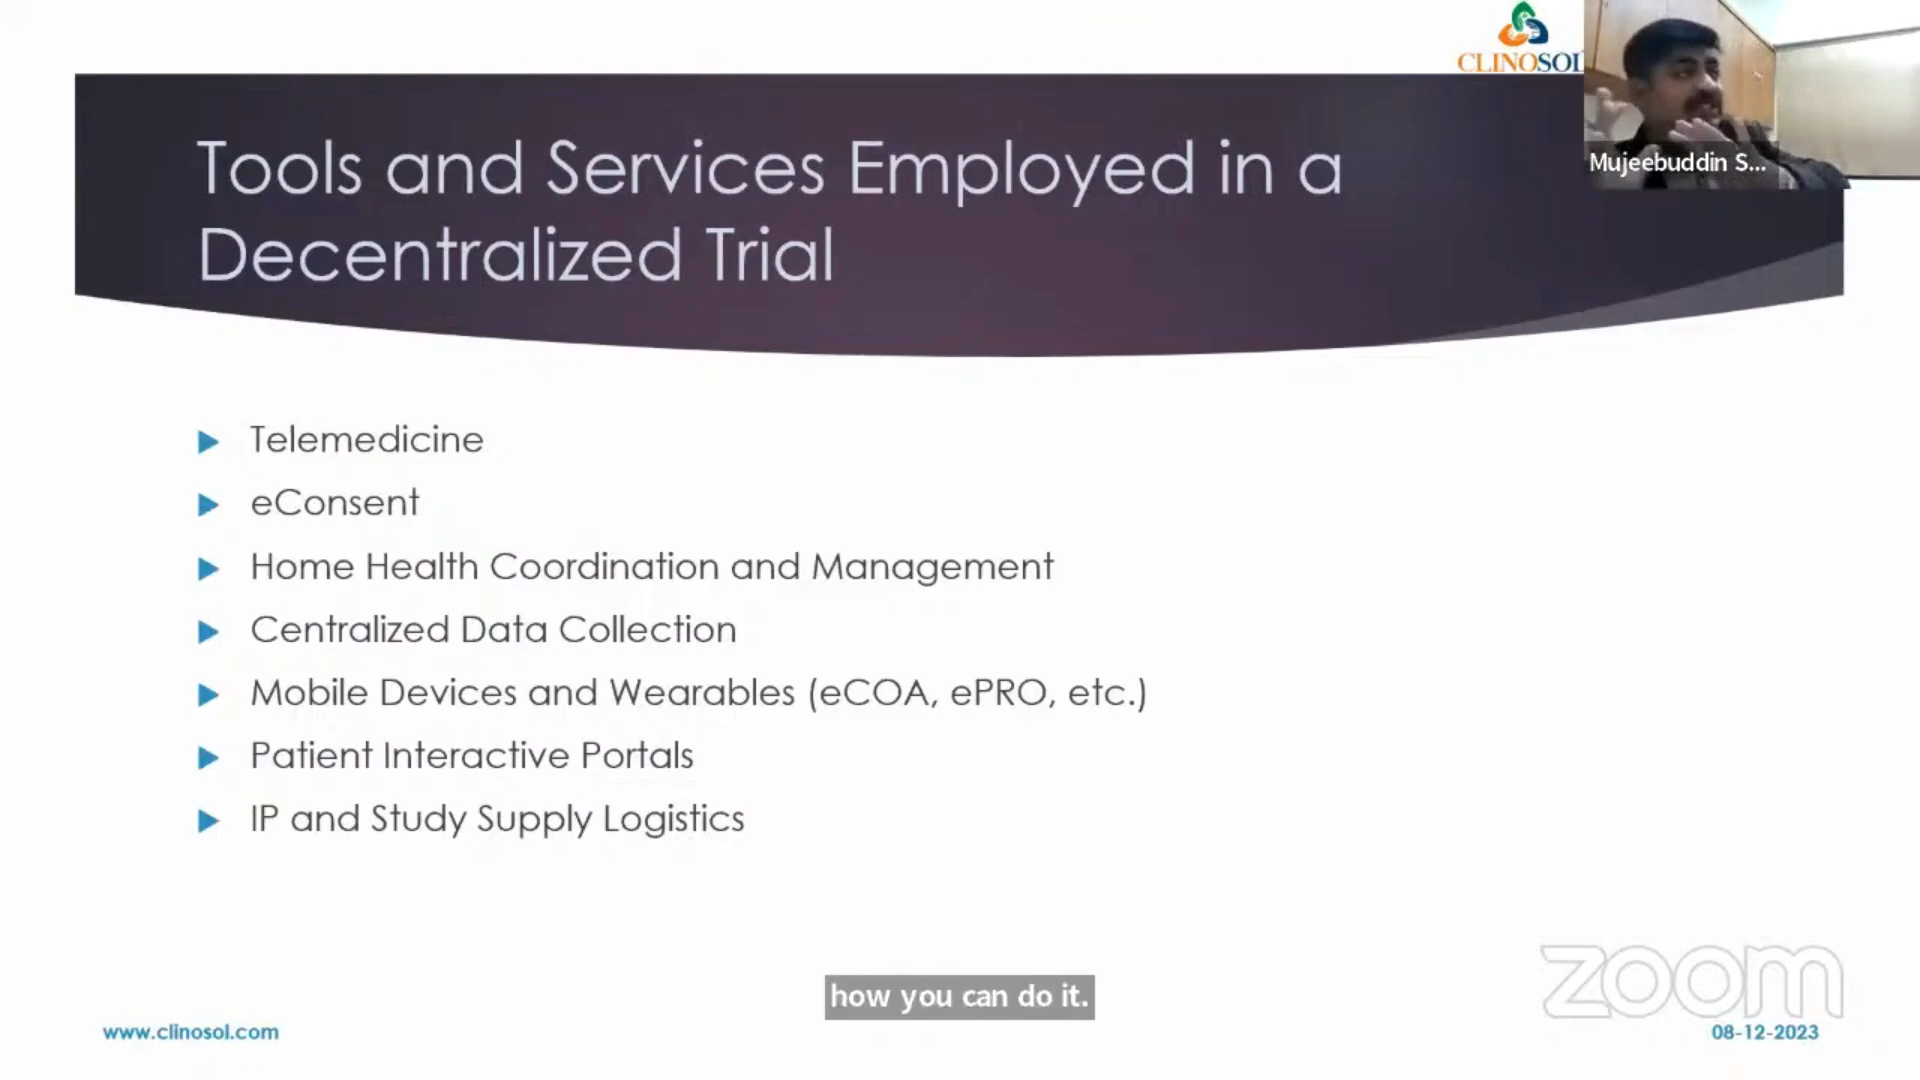 CLINOSOL
Mujeebuddin S...
Tools and Services Employed in a
Decentralized Trial
Telemedicine
eConsent
Home Health Coordination and Management
Centralized Data Collection
Mobile Devices and Wearables (eCOA, ePRO, etc.)
Patient Interactive Portals
IP and Study Supply Logistics
how you can do it.
zoom
www.clinosol.com
08-12-2023